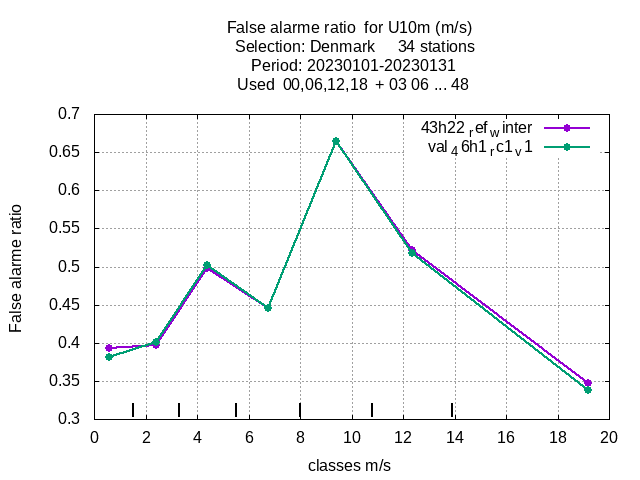 False alarme ratio for U10m (m/s)
Selection: Denmark 34 stations
Period: 20230101-20230131
Used 00,06,12,18 + 03 06 ... 48
0.7
43h22refwinter
0.65
val46h1rc1v1
0.6
0.55
False alarme ratio
0.5
0.45
0.4
0.35
0.3
0 2 4 6 8 10 12 14 16 18 20
classes m/s